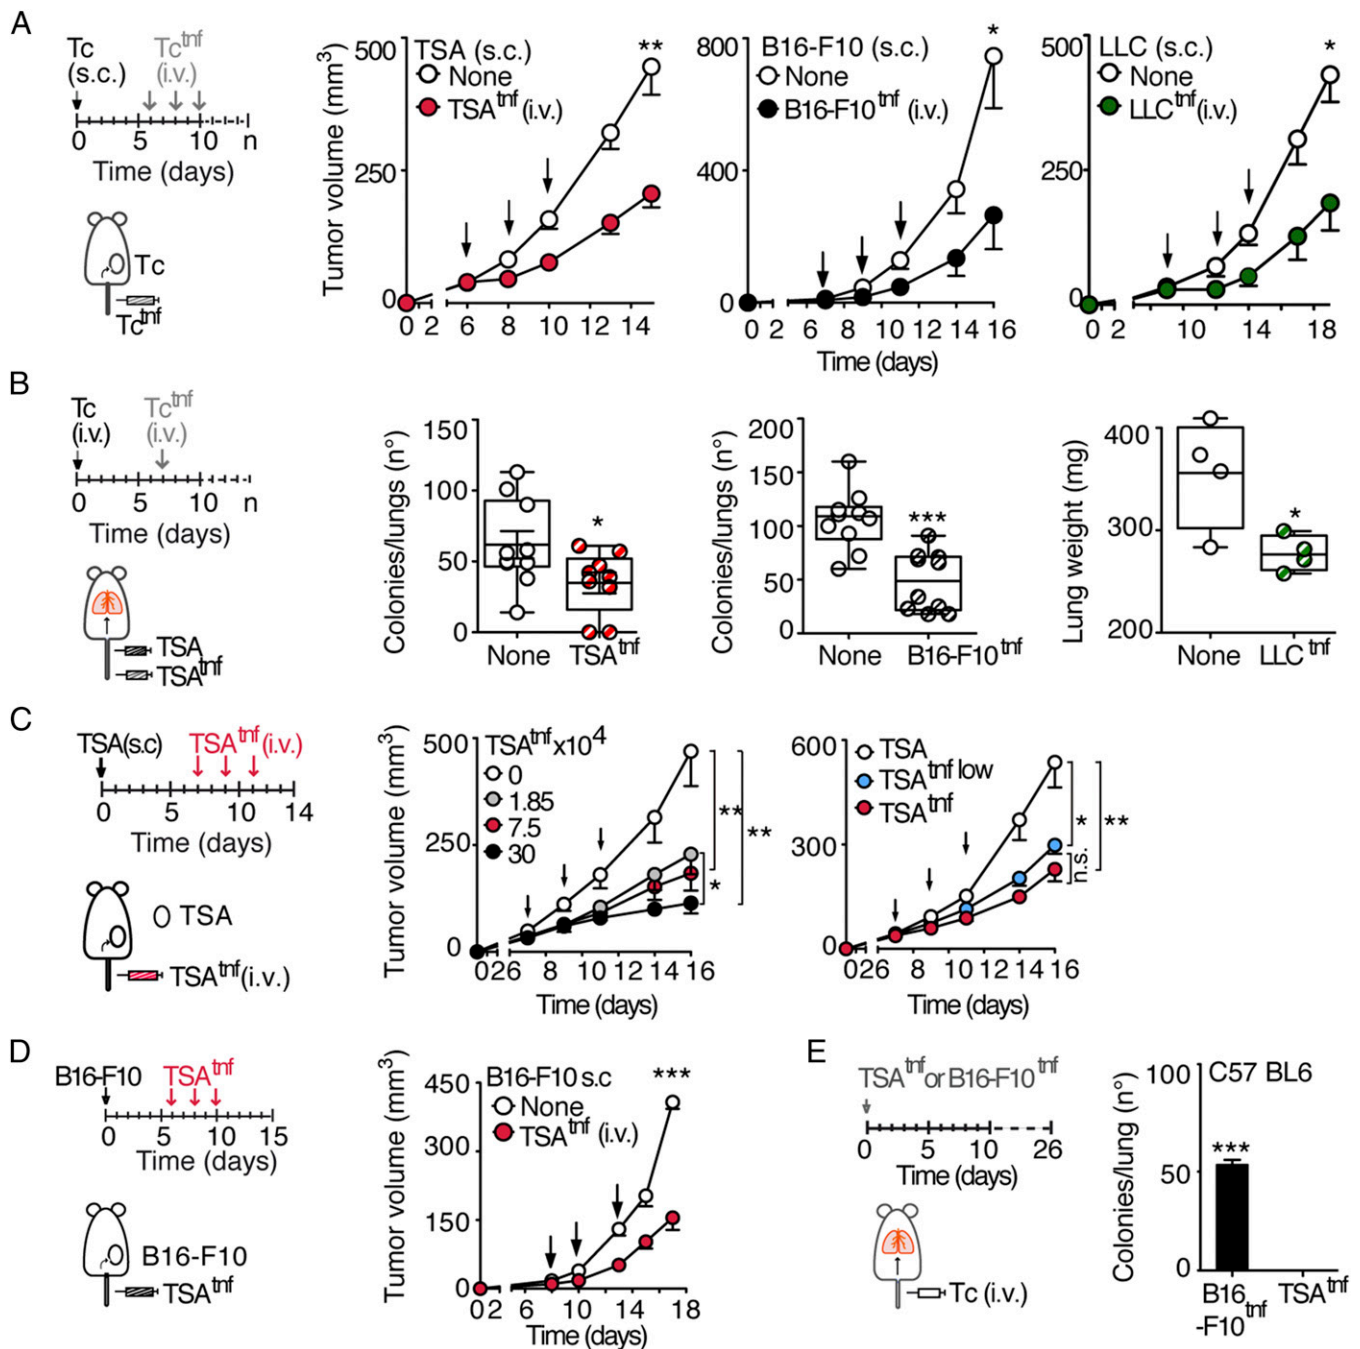 A
Tc
(s.c.)
Tc^tnf
(i.v.)
0 5 10 n
Time (days)
Tc
Tc^tnf
Tumor volume (mm³)
500
250
0
TSA (s.c.)
None
TSA^tnf (i.v.)
**
0 2 6 8 10 12 14
800
400
0
B16-F10 (s.c.)
None
B16-F10^tnf (i.v.)
*
0 2 6 8 10 12 14 16
Time (days)
500
250
0
LLC (s.c.)
None
LLC^tnf (i.v.)
*
0 2 10 14 18
B
Tc
(i.v.)
Tc^tnf
(i.v.)
0 5 10 n
Time (days)
TSA
TSA^tnf
Colonies/lungs (n°)
150
100
50
0
*
None TSA^tnf
Colonies/lungs (n°)
200
150
100
50
0
***
None B16-F10^tnf
Lung weight (mg)
400
300
200
*
None LLC^tnf
C
TSA(s.c)
TSA^tnf (i.v.)
0 5 10 14
Time (days)
TSA
TSA^tnf (i.v.)
Tumor volume (mm³)
500
250
0
TSA^tnf x10⁴
0
1.85
7.5
30
**
**
*
0 2 6 8 10 12 14 16
Time (days)
600
300
0
TSA
TSA^tnf low
TSA^tnf
*
**
n.s.
0 2 6 8 10 12 14 16
Time (days)
D
B16-F10
TSA^tnf
0 5 10 15
Time (days)
B16-F10
TSA^tnf
Tumor volume (mm³)
450
300
150
0
B16-F10 s.c
None
TSA^tnf (i.v.)
***
0 2 6 10 14 18
Time (days)
E
TSA^tnf or B16-F10^tnf
0 5 10 26
Time (days)
Tc (i.v.)
Colonies/lung (n°)
100
50
0
C57 BL6
***
B16 TSA^tnf
-F10^tnf